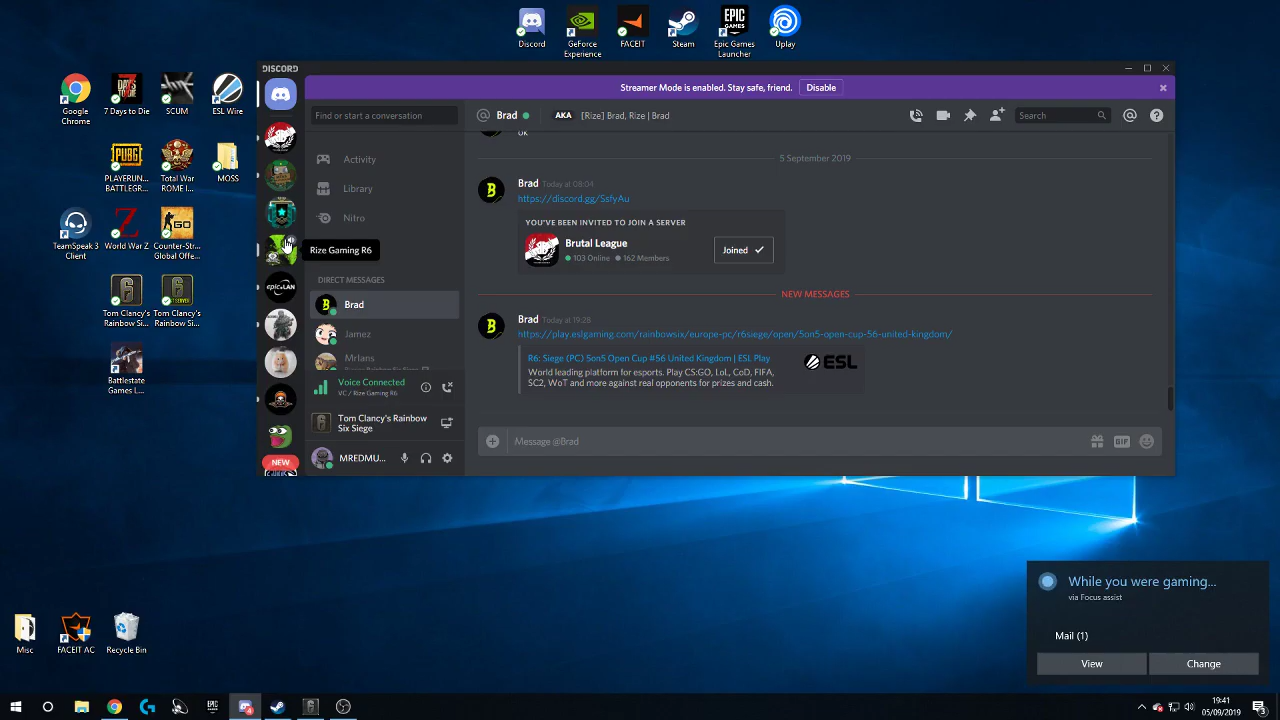 Discord
GeForce
Experience
FACEIT
Steam
Epic Games
Launcher
Uplay
Google
Chrome
7 Days to Die
SCUM
ESL Wire
PLAYERUN...
BATTLEGR...
Total War
ROME I...
MOSS
TeamSpeak 3
Client
World War Z
Counter-Str...
Global Offe...
Tom Clancy's
Rainbow Si...
Tom Clancy's
Rainbow Si...
Battlestate
Games L...
Misc
FACEIT AC
Recycle Bin
DISCORD
Streamer Mode is enabled. Stay safe, friend.
Disable
Find or start a conversation
@ Brad
AKA
[Rize] Brad, Rize | Brad
Search
Activity
Library
Nitro
Rize Gaming R6
DIRECT MESSAGES
Brad
Jamez
MrIans
Voice Connected
VC / Rize Gaming R6
Tom Clancy's Rainbow
Six Siege
MREDMU...
NEW
epic.LAN
ok
5 September 2019
Brad Today at 08:04
https://discord.gg/SsfyAu
YOU'VE BEEN INVITED TO JOIN A SERVER
Brutal League
103 Online 162 Members
Joined
NEW MESSAGES
Brad Today at 19:28
https://play.eslgaming.com/rainbowsix/europe-pc/r6siege/open/5on5-open-cup-56-united-kingdom/
R6: Siege (PC) 5on5 Open Cup #56 United Kingdom | ESL Play
World leading platform for esports. Play CS:GO, LoL, CoD, FIFA,
SC2, WoT and more against real opponents for prizes and cash.
ESL
Message @Brad
GIF
While you were gaming...
via Focus assist
Mail (1)
View
Change
19:41
05/09/2019
3